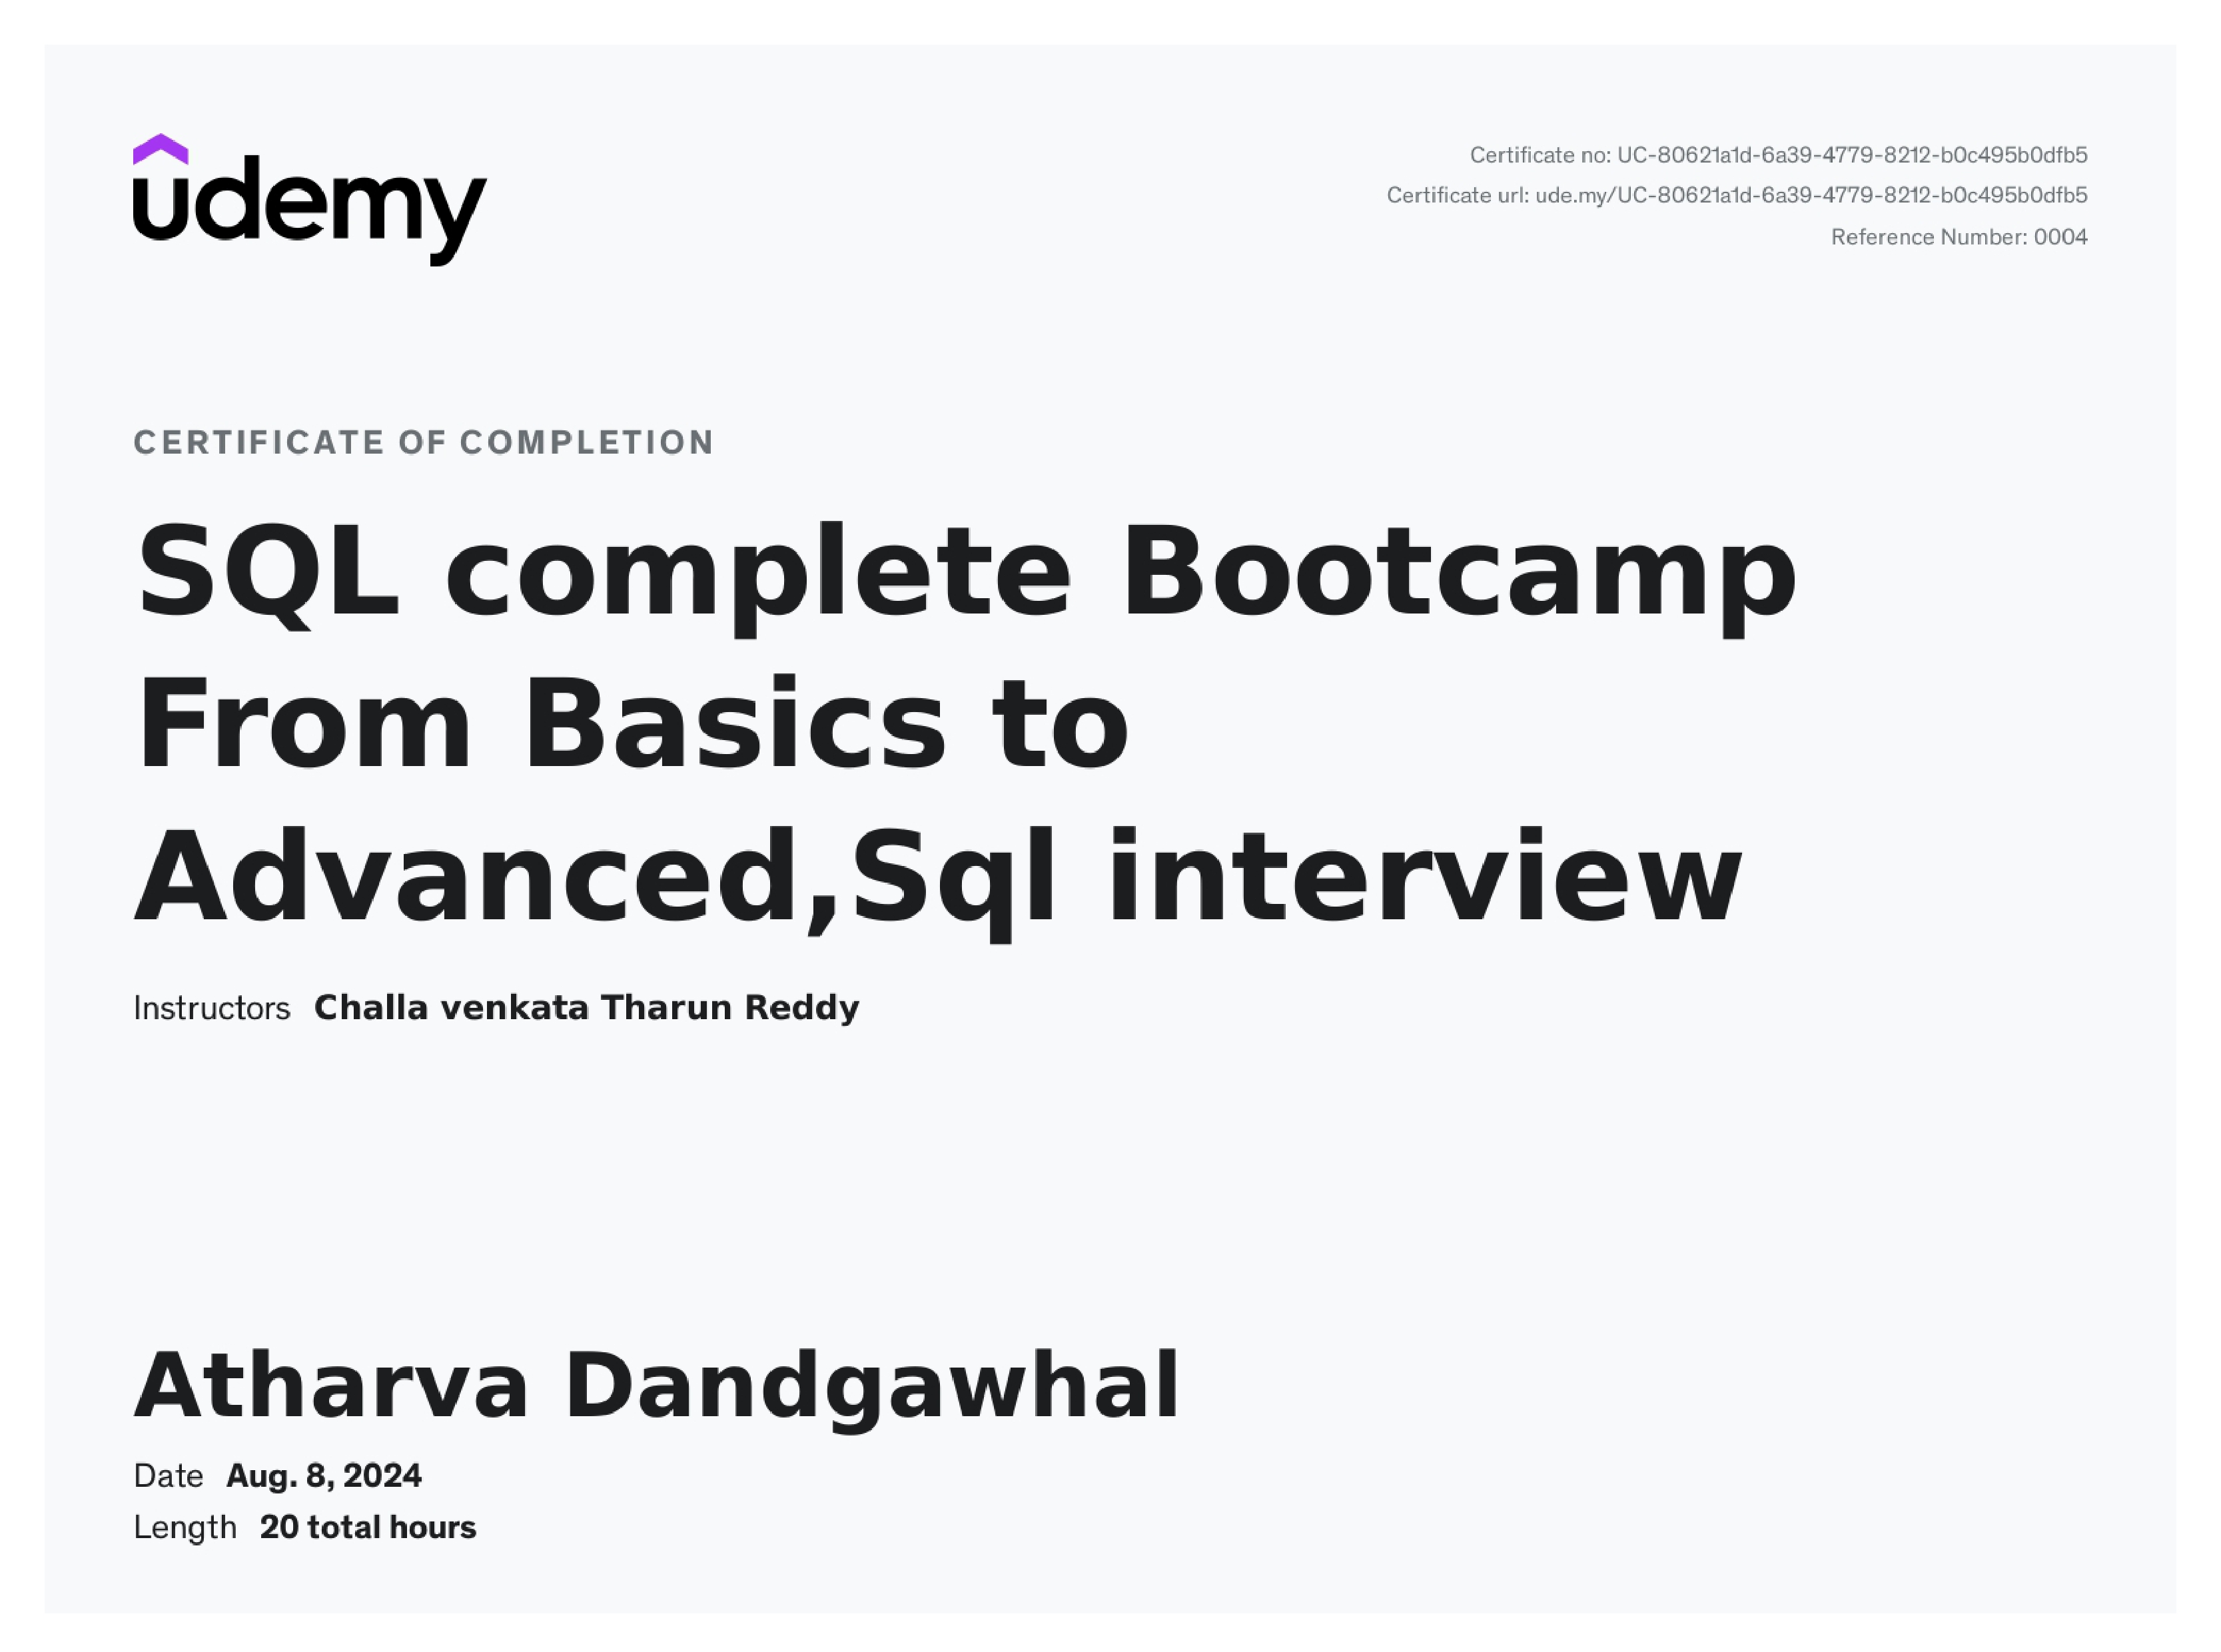 udemy
Certificate no: UC-80621a1d-6a39-4779-8212-b0c495b0dfb5
Certificate url: ude.my/UC-80621a1d-6a39-4779-8212-b0c495b0dfb5
Reference Number: 0004
CERTIFICATE OF COMPLETION
SQL complete Bootcamp
From Basics to
Advanced,Sql interview
Instructors Challa venkata Tharun Reddy
Atharva Dandgawhal
Date Aug. 8, 2024
Length 20 total hours